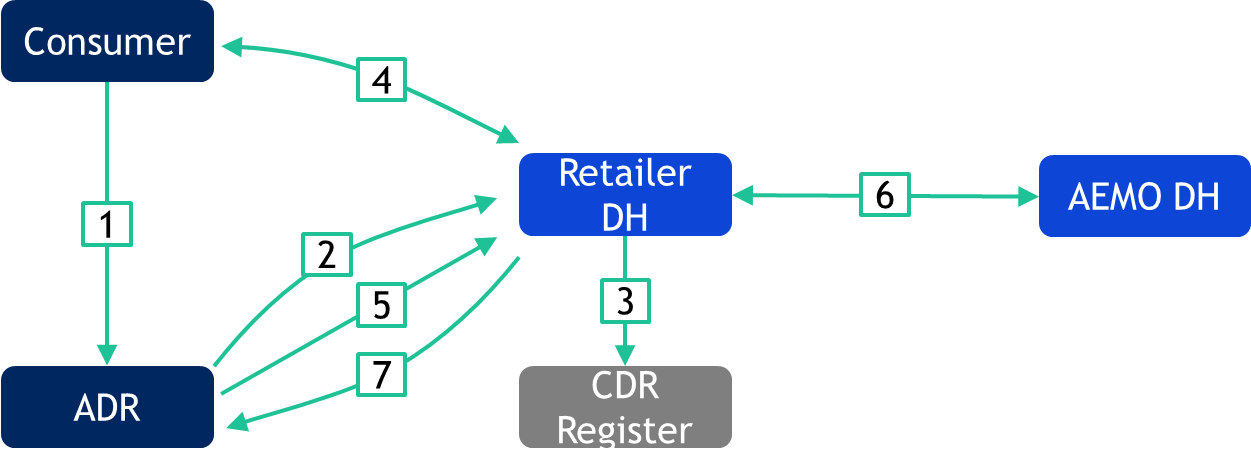 Consumer
4
Retailer
DH
6
AEMO DH
1
2
5
3
7
ADR
CDR
Register